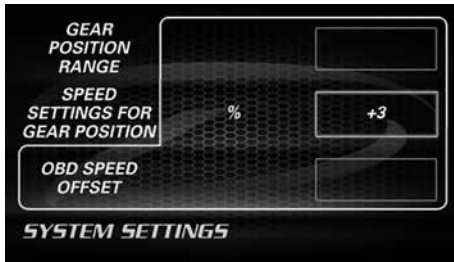 GEAR
POSITION
RANGE
SPEED
SETTINGS FOR
GEAR POSITION
%
+3
OBD SPEED
OFFSET
SYSTEM SETTINGS